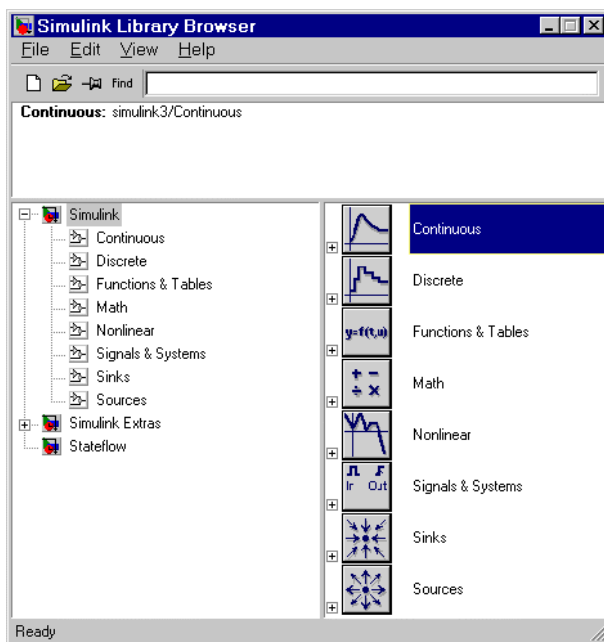 Simulink Library Browser
File Edit View Help
Find
Continuous: simulink3/Continuous
Simulink
Continuous
Discrete
Functions & Tables
Math
Nonlinear
Signals & Systems
Sinks
Sources
Simulink Extras
Stateflow
Continuous
Discrete
y=f(t,u) Functions & Tables
+ −
÷ × Math
Nonlinear
In Out Signals & Systems
Sinks
Sources
Ready